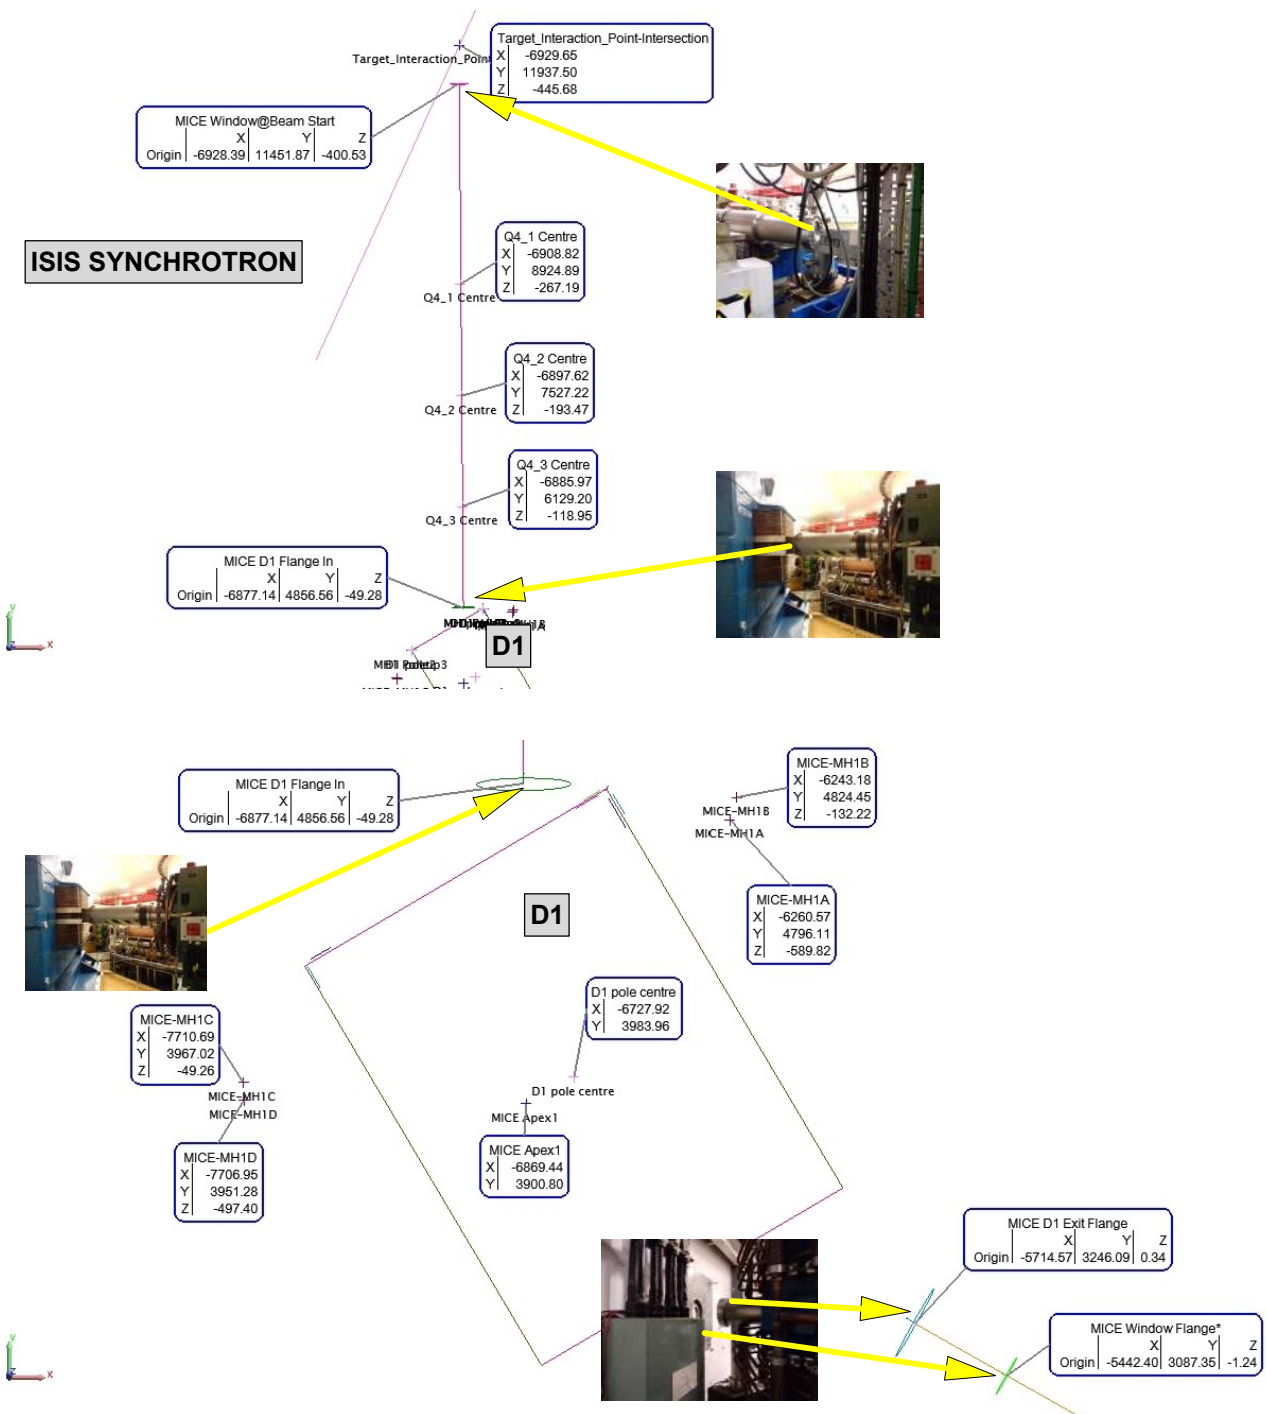 Target_Interaction_Point-Intersection
X -6929.65
Y 11937.50
Z -445.68
Target_Interaction_Poin
MICE Window@Beam Start
X Y Z
Origin -6928.39 11451.87 -400.53
ISIS SYNCHROTRON
Q4_1 Centre
X -6908.82
Y 8924.89
Z -267.19
Q4_1 Centre
Q4_2 Centre
X -6897.62
Y 7527.22
Z -193.47
Q4_2 Centre
Q4_3 Centre
X -6885.97
Y 6129.20
Z -118.95
Q4_3 Centre
MICE D1 Flange In
X Y Z
Origin -6877.14 4856.56 -49.28
D1
y
z x
MICE D1 Flange In
X Y Z
Origin -6877.14 4856.56 -49.28
MICE-MH1B
X -6243.18
Y 4824.45
Z -132.22
MICE-MH1B
MICE-MH1A
MICE-MH1A
X -6260.57
Y 4796.11
Z -589.82
D1
D1 pole centre
X -6727.92
Y 3983.96
D1 pole centre
MICE-MH1C
X -7710.69
Y 3967.02
Z -49.26
MICE-MH1C
MICE-MH1D
MICE-MH1D
X -7706.95
Y 3951.28
Z -497.40
MICE Apex1
MICE Apex1
X -6869.44
Y 3900.80
MICE D1 Exit Flange
X Y Z
Origin -5714.57 3246.09 0.34
MICE Window Flange*
X Y Z
Origin -5442.40 3087.35 -1.24
y
z x